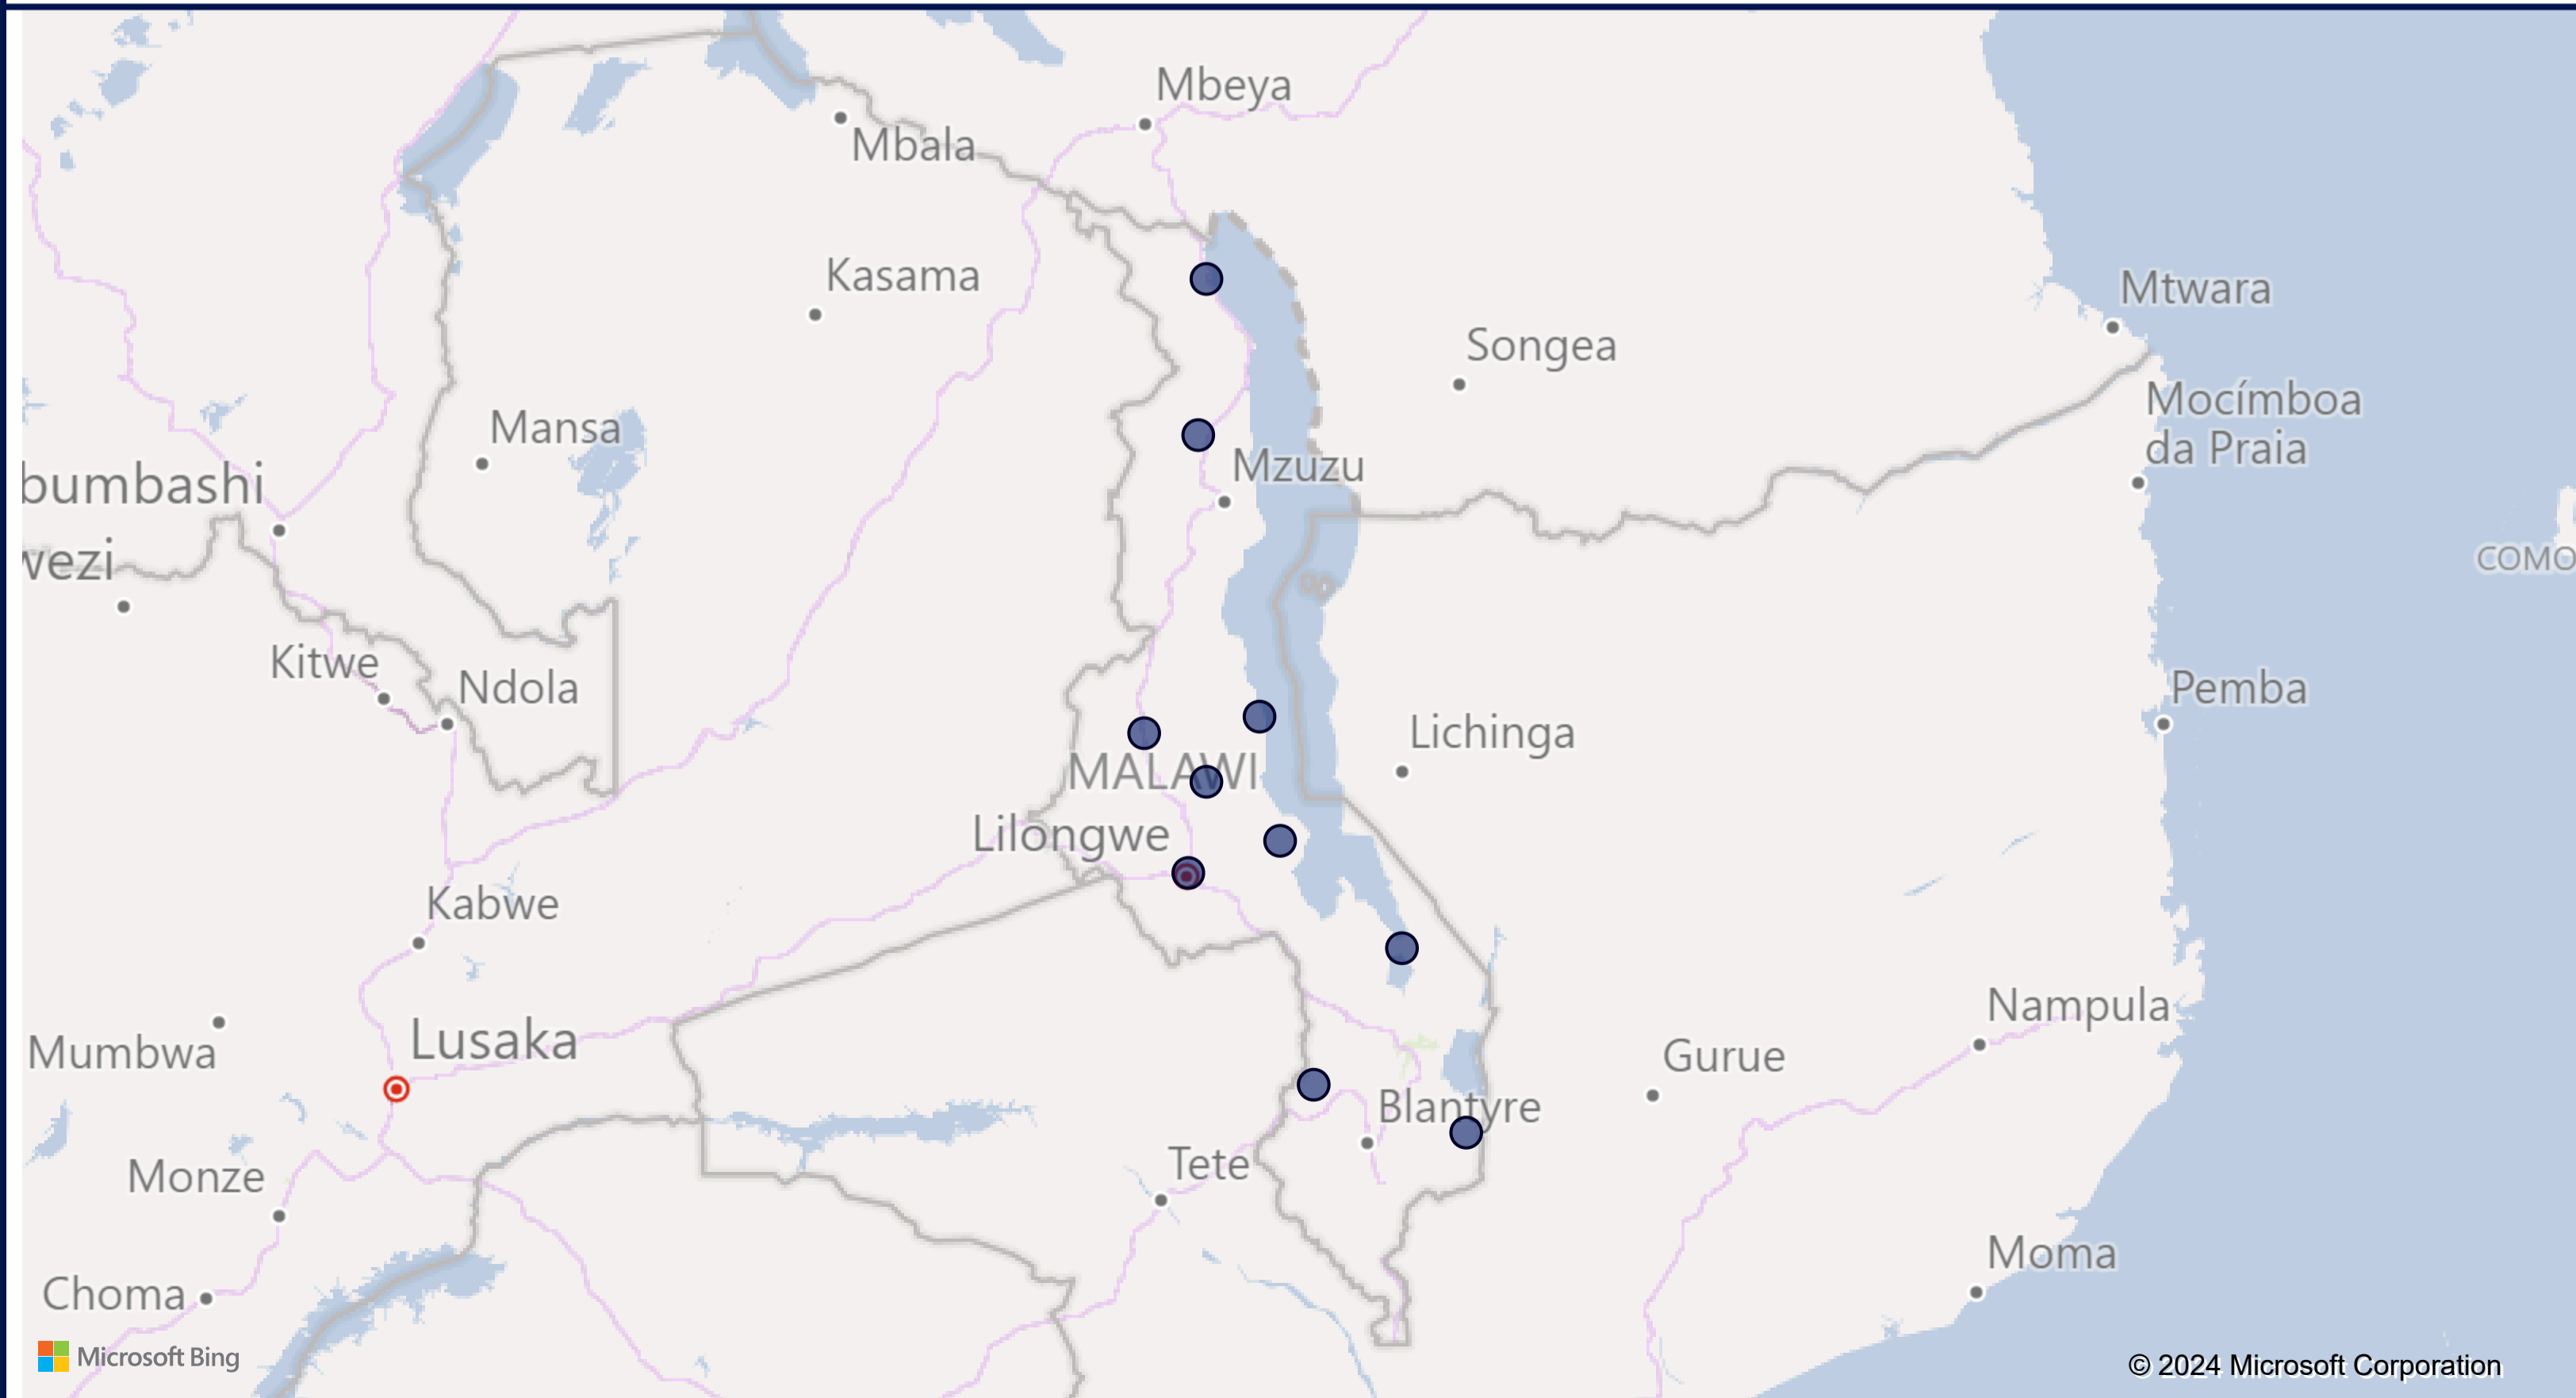 Mbeya
Mbala
Kasama
Mtwara
Songea
Mocímboa
da Praia
Mansa
Mzuzu
bumbashi
wezi
COMO
Kitwe
Ndola
Pemba
Lichinga
MALAWI
Lilongwe
Kabwe
Nampula
Lusaka
Mumbwa
Gurue
Blantyre
Tete
Monze
Moma
Choma
Microsoft Bing
© 2024 Microsoft Corporation